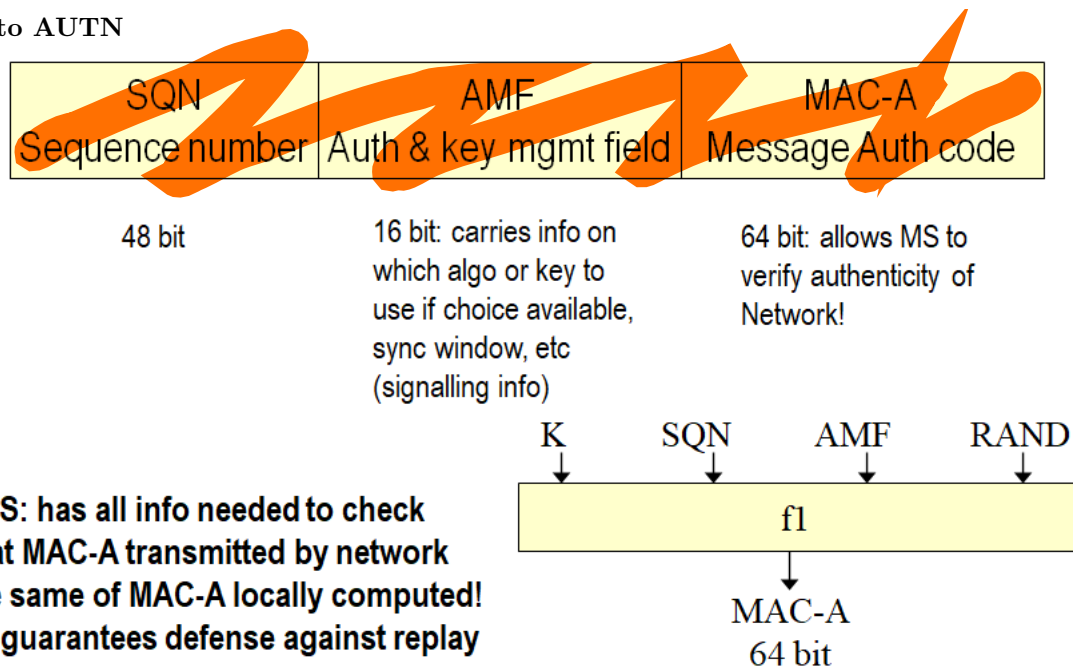 to AUTN
SQN
Sequence number
AMF
Auth & key mgmt field
MAC-A
Message Auth code
48 bit
16 bit: carries info on
which algo or key to
use if choice available,
sync window, etc
(signalling info)
64 bit: allows MS to
verify authenticity of
Network!
K SQN AMF RAND
f1
MAC-A
64 bit
S: has all info needed to check
at MAC-A transmitted by network
e same of MAC-A locally computed!
guarantees defense against replay